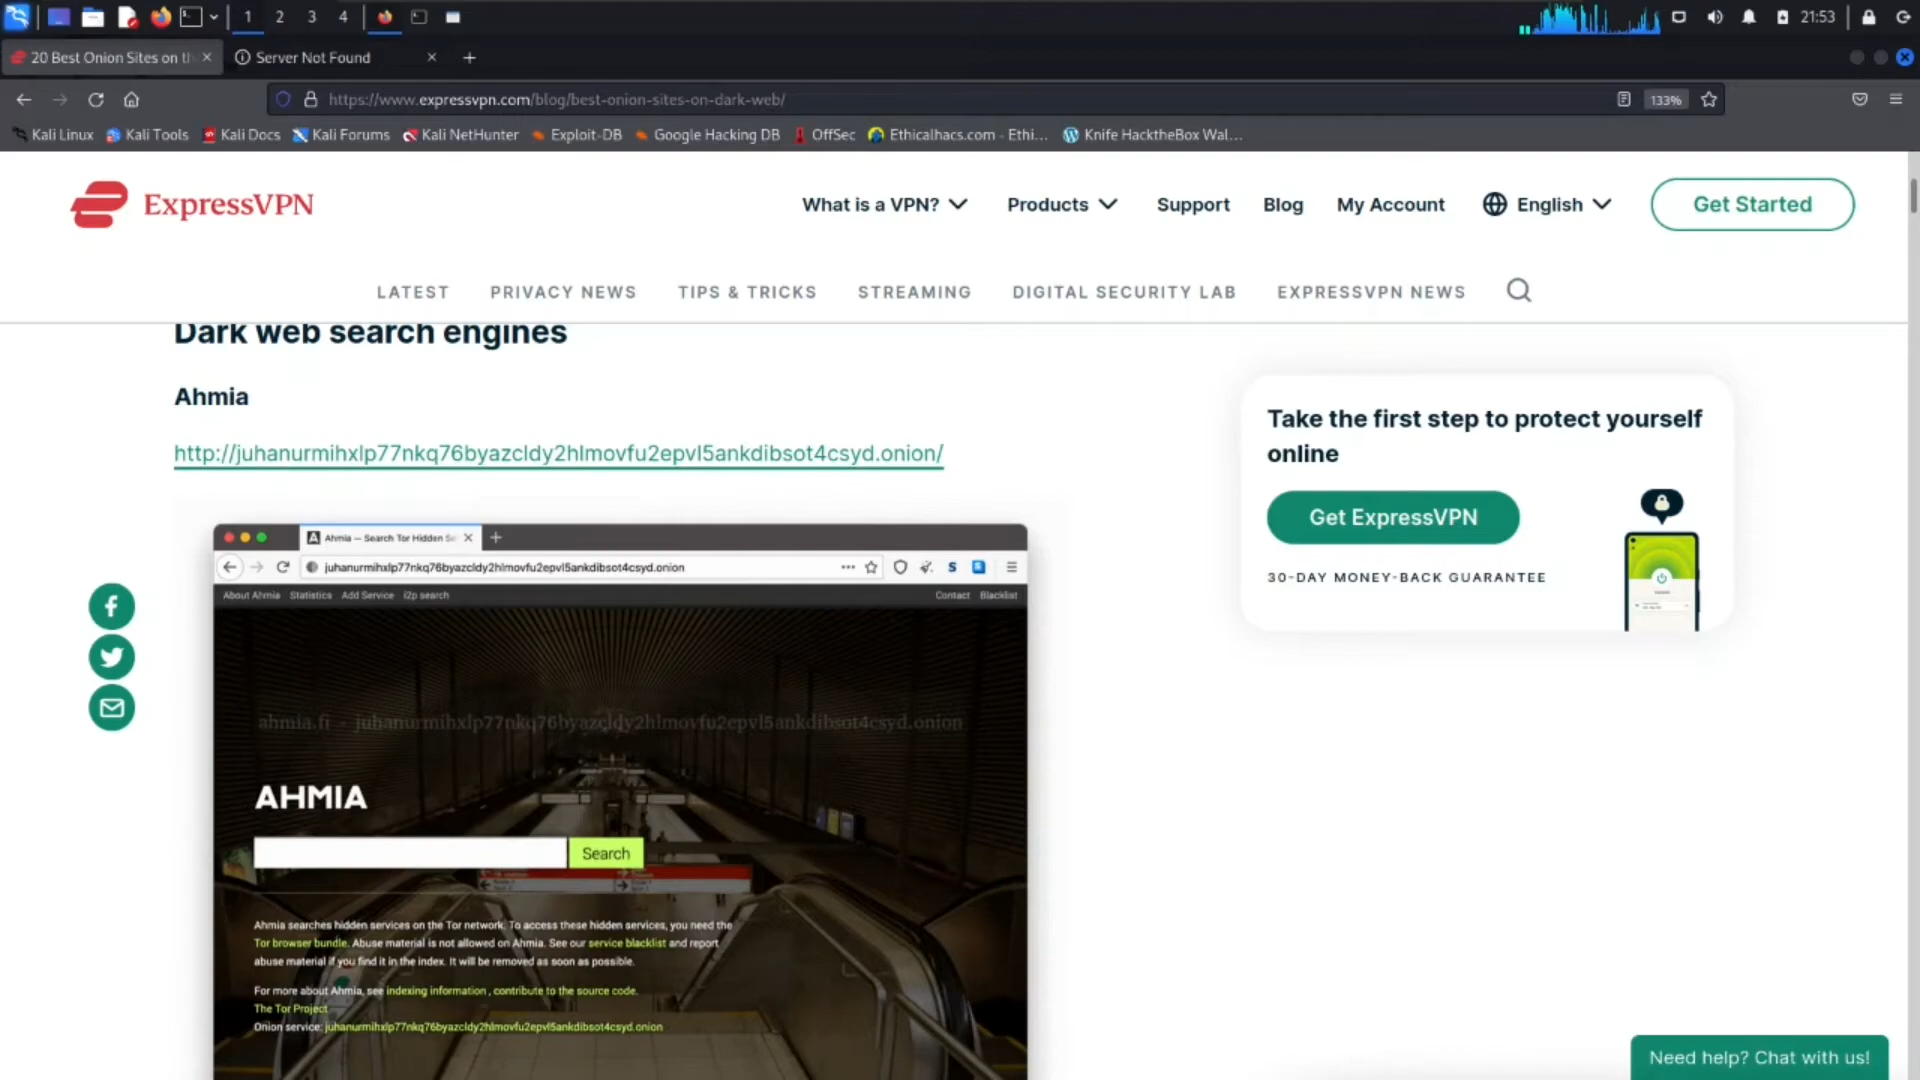 1 2 3 4 21:53
20 Best Onion Sites on th Server Not Found
https://www.expressvpn.com/blog/best-onion-sites-on-dark-web/ 133%
Kali Linux Kali Tools Kali Docs Kali Forums Kali NetHunter Exploit-DB Google Hacking DB OffSec Ethicalhacs.com - Ethi... Knife HacktheBox Wal...
ExpressVPN What is a VPN? Products Support Blog My Account English Get Started
LATEST PRIVACY NEWS TIPS & TRICKS STREAMING DIGITAL SECURITY LAB EXPRESSVPN NEWS
Dark web search engines
Ahmia
http://juhanurmihxlp77nkq76byazcldy2hlmovfu2epvl5ankdibsot4csyd.onion/
Ahmia — Search Tor Hidden Se
juhanurmihxlp77nkq76byazcldy2hlmovfu2epvl5ankdibsot4csyd.onion
About Ahmia Statistics Add Service i2p search Contact Blacklist
ahmia.fi - juhanurmihxlp77nkq76byazcldy2hlmovfu2epvl5ankdibsot4csyd.onion
AHMIA
Search
Ahmia searches hidden services on the Tor network. To access these hidden services, you need the
Tor browser bundle. Abuse material is not allowed on Ahmia. See our service blacklist and report
abuse material if you find it in the index. It will be removed as soon as possible.
For more about Ahmia, see indexing information , contribute to the source code.
The Tor Project
Onion service: juhanurmihxlp77nkq76byazcldy2hlmovfu2epvl5ankdibsot4csyd.onion
Take the first step to protect yourself
online
Get ExpressVPN
30-DAY MONEY-BACK GUARANTEE
Need help? Chat with us!